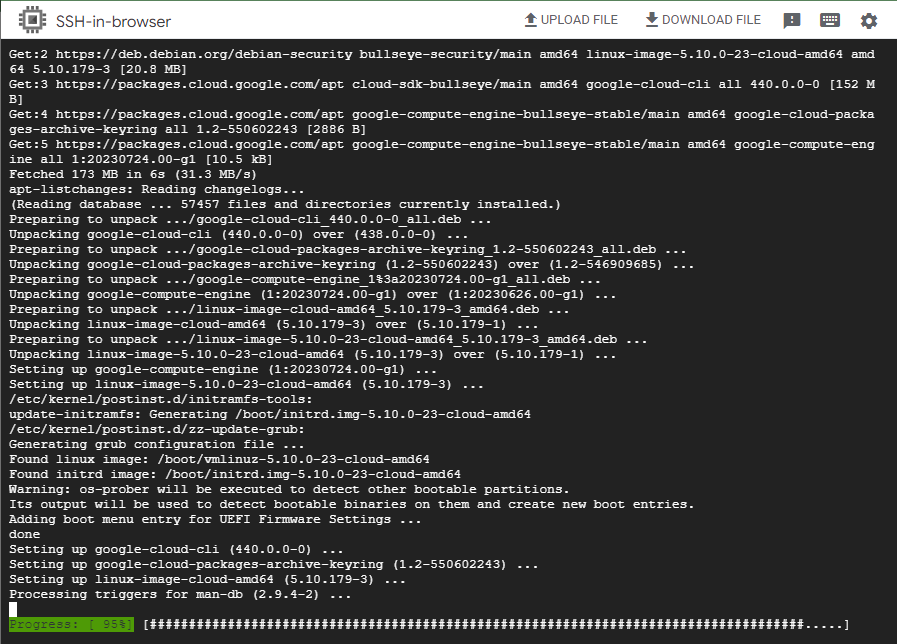 SSH-in-browser
UPLOAD FILE
DOWNLOAD FILE
Get:2 https://deb.debian.org/debian-security bullseye-security/main amd64 linux-image-5.10.0-23-cloud-amd64 amd
64 5.10.179-3 [20.8 MB]
Get:3 https://packages.cloud.google.com/apt cloud-sdk-bullseye/main amd64 google-cloud-cli all 440.0.0-0 [152 M
B]
Get:4 https://packages.cloud.google.com/apt google-compute-engine-bullseye-stable/main amd64 google-cloud-packa
ges-archive-keyring all 1.2-550602243 [2886 B]
Get:5 https://packages.cloud.google.com/apt google-compute-engine-bullseye-stable/main amd64 google-compute-eng
ine all 1:20230724.00-g1 [10.5 kB]
Fetched 173 MB in 6s (31.3 MB/s)
apt-listchanges: Reading changelogs...
(Reading database ... 57457 files and directories currently installed.)
Preparing to unpack .../google-cloud-cli_440.0.0-0_all.deb ...
Unpacking google-cloud-cli (440.0.0-0) over (438.0.0-0) ...
Preparing to unpack .../google-cloud-packages-archive-keyring_1.2-550602243_all.deb ...
Unpacking google-cloud-packages-archive-keyring (1.2-550602243) over (1.2-546909685) ...
Preparing to unpack .../google-compute-engine_1%3a20230724.00-g1_all.deb ...
Unpacking google-compute-engine (1:20230724.00-g1) over (1:20230626.00-g1) ...
Preparing to unpack .../linux-image-cloud-amd64_5.10.179-3_amd64.deb ...
Unpacking linux-image-cloud-amd64 (5.10.179-3) over (5.10.179-1) ...
Preparing to unpack .../linux-image-5.10.0-23-cloud-amd64_5.10.179-3_amd64.deb ...
Unpacking linux-image-5.10.0-23-cloud-amd64 (5.10.179-3) over (5.10.179-1) ...
Setting up google-compute-engine (1:20230724.00-g1) ...
Setting up linux-image-5.10.0-23-cloud-amd64 (5.10.179-3) ...
/etc/kernel/postinst.d/initramfs-tools:
update-initramfs: Generating /boot/initrd.img-5.10.0-23-cloud-amd64
/etc/kernel/postinst.d/zz-update-grub:
Generating grub configuration file ...
Found linux image: /boot/vmlinuz-5.10.0-23-cloud-amd64
Found initrd image: /boot/initrd.img-5.10.0-23-cloud-amd64
Warning: os-prober will be executed to detect other bootable partitions.
Its output will be used to detect bootable binaries on them and create new boot entries.
Adding boot menu entry for UEFI Firmware Settings ...
done
Setting up google-cloud-cli (440.0.0-0) ...
Setting up google-cloud-packages-archive-keyring (1.2-550602243) ...
Setting up linux-image-cloud-amd64 (5.10.179-3) ...
Processing triggers for man-db (2.9.4-2) ...
Progress: [ 95%] [####################################################################################.....]